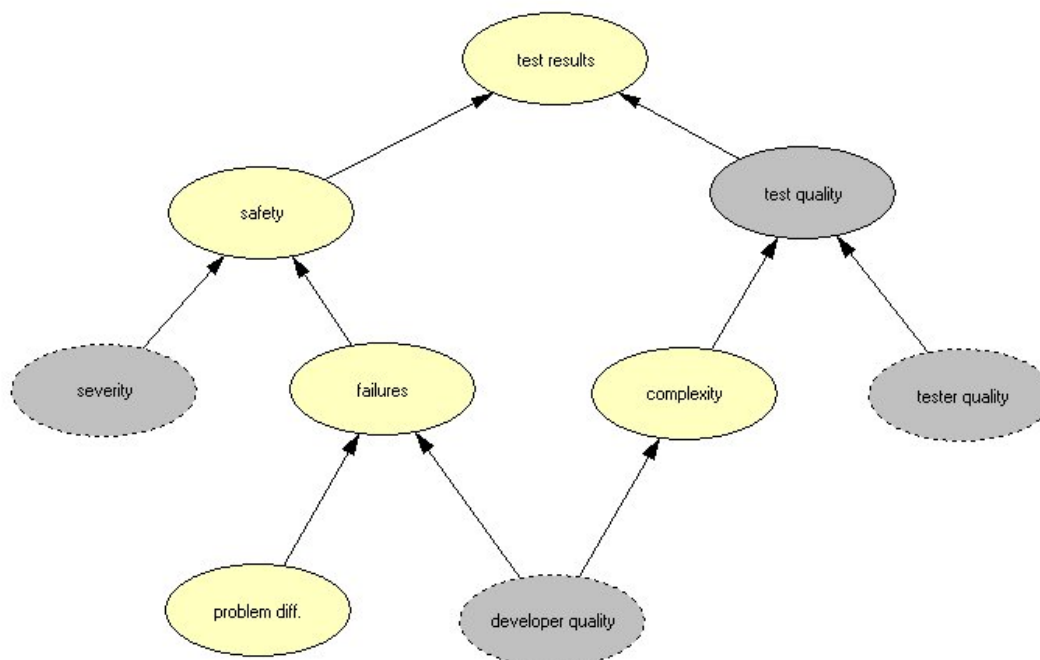 test results
test quality
safety
severity
failures
complexity
tester quality
problem diff.
developer quality